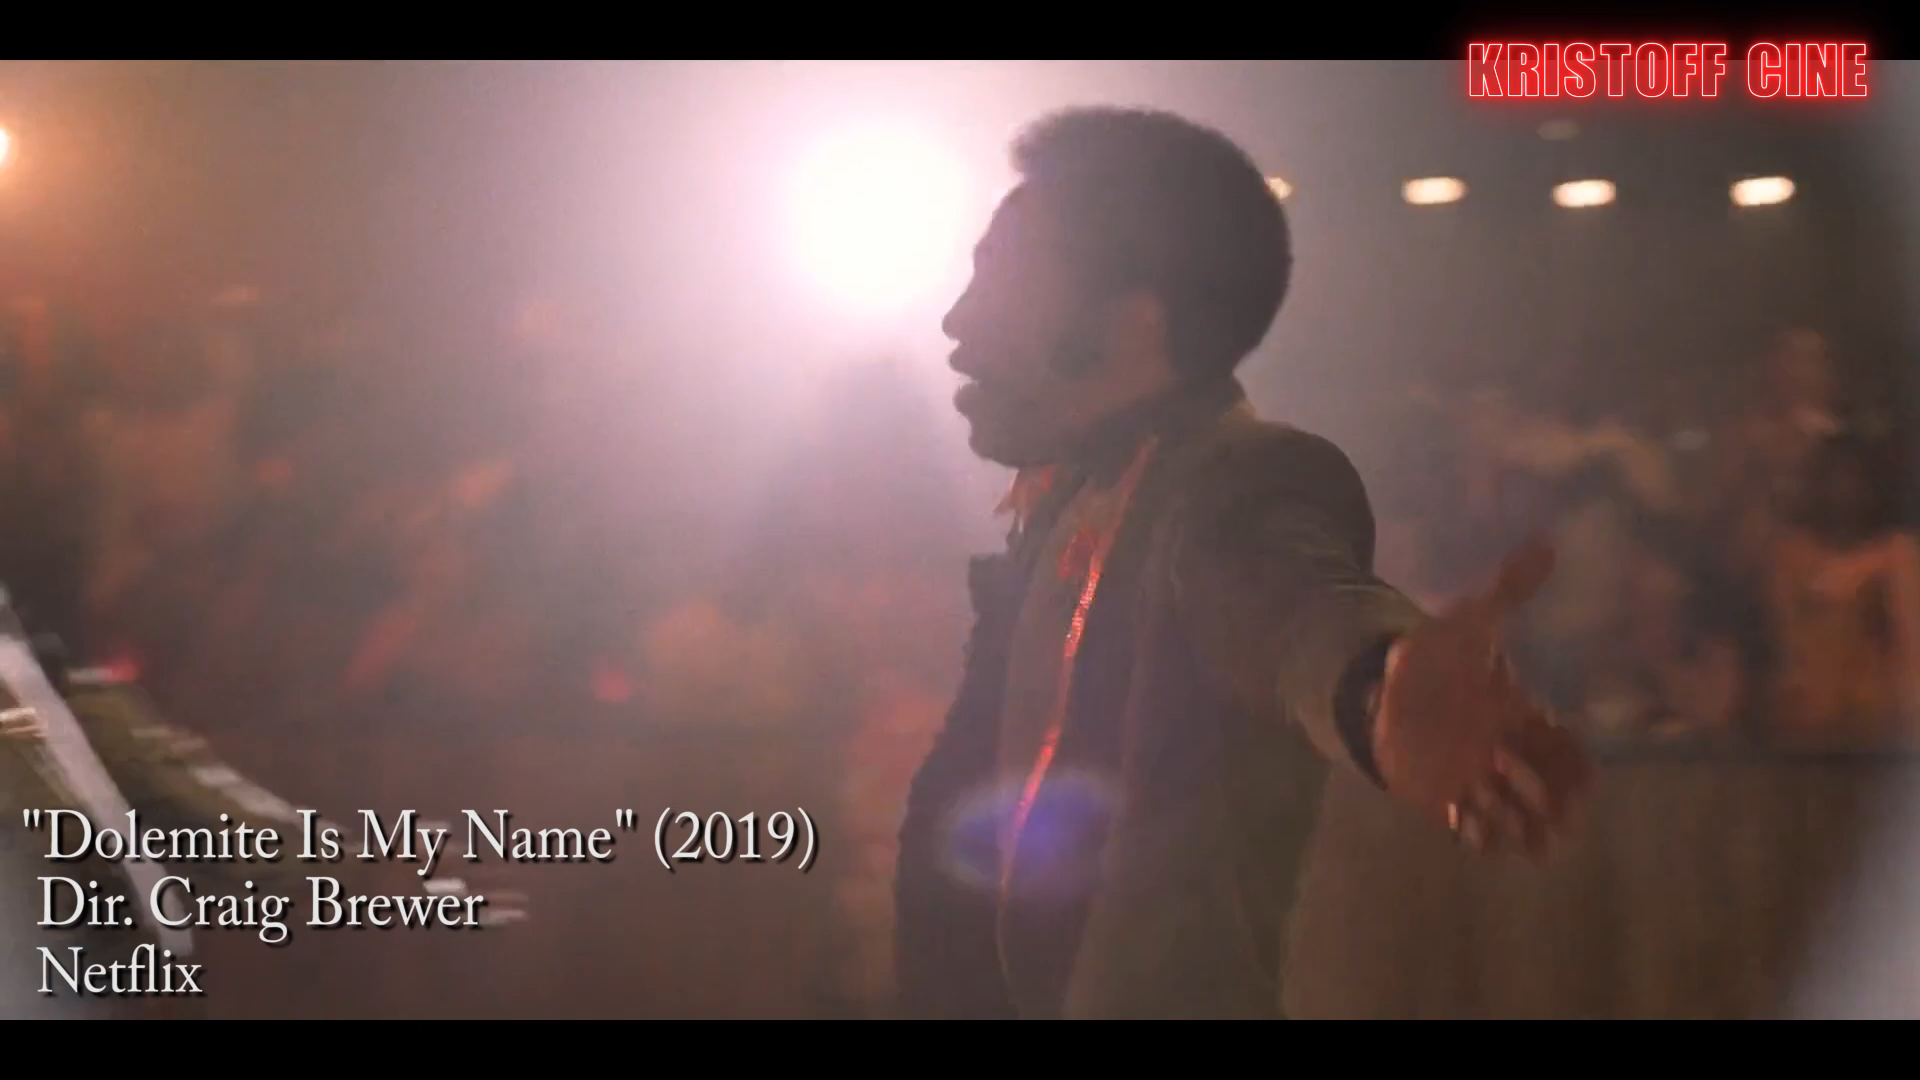 KRISTOFF CINE
"Dolemite Is My Name" (2019)
Dir. Craig Brewer
Netflix